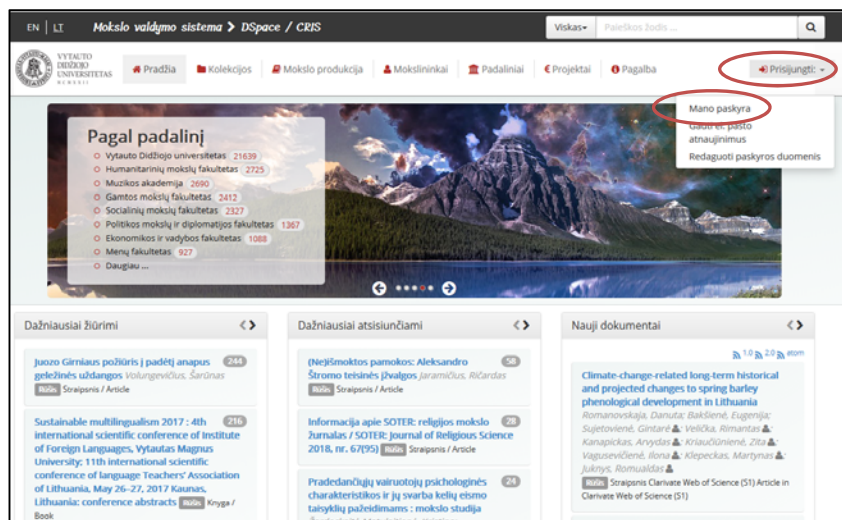 EN | LT Mokslo valdymo sistema > DSpace / CRIS Viskas Paieškos žodis ...
VYTAUTO
DIDŽIOJO
UNIVERSITETAS
MCMXXII
Pradžia Kolekcijos Mokslo produkcija Mokslininkai Padaliniai € Projektai Pagalba Prisijungti:
Mano paskyra
Gauti el. pašto
atnaujinimus
Redaguoti paskyros duomenis
Pagal padalinį
Vytauto Didžiojo universitetas 21639
Humanitarinių mokslų fakultetas 2725
Muzikos akademija 2690
Gamtos mokslų fakultetas 2412
Socialinių mokslų fakultetas 2327
Politikos mokslų ir diplomatijos fakultetas 1367
Ekonomikos ir vadybos fakultetas 1088
Menų fakultetas 927
Daugiau ...
Dažniausiai žiūrimi
Juozo Girniaus požiūris į padėtį anapus 244
geležinės uždangos Volungevičius, Šarūnas
Rūšis Straipsnis / Article
Sustainable multilingualism 2017 : 4th 216
international scientific conference of Institute
of Foreign Languages, Vytautas Magnus
University; 11th international scientific
conference of language Teachers' Association
of Lithuania, May 26–27, 2017 Kaunas,
Lithuania: conference abstracts Rūšis Knyga /
Book
Dažniausiai atsisiunčiami
(Ne)išmoktos pamokos: Aleksandro 58
Štromo teisinės įžvalgos Jaramičius, Ričardas
Rūšis Straipsnis / Article
Informacija apie SOTER: religijos mokslo 28
žurnalas / SOTER: Journal of Religious Science
2018, nr. 67(95) Rūšis Straipsnis / Article
Pradedančiųjų vairuotojų psichologinės 24
charakteristikos ir jų svarba kelių eismo
taisyklių pažeidimams : mokslo studija
Nauji dokumentai
1.0 2.0 atom
Climate-change-related long-term historical
and projected changes to spring barley
phenological development in Lithuania
Romanovskaja, Danuta; Bakšienė, Eugenija;
Sujetovienė, Gintarė; Velička, Rimantas;
Kanapickas, Arvydas; Kriaučiūnienė, Zita;
Vagusevičienė, Ilona; Klepeckas, Martynas;
Juknys, Romualdas
Rūšis Straipsnis Clarivate Web of Science (S1) Article in
Clarivate Web of Science (S1)